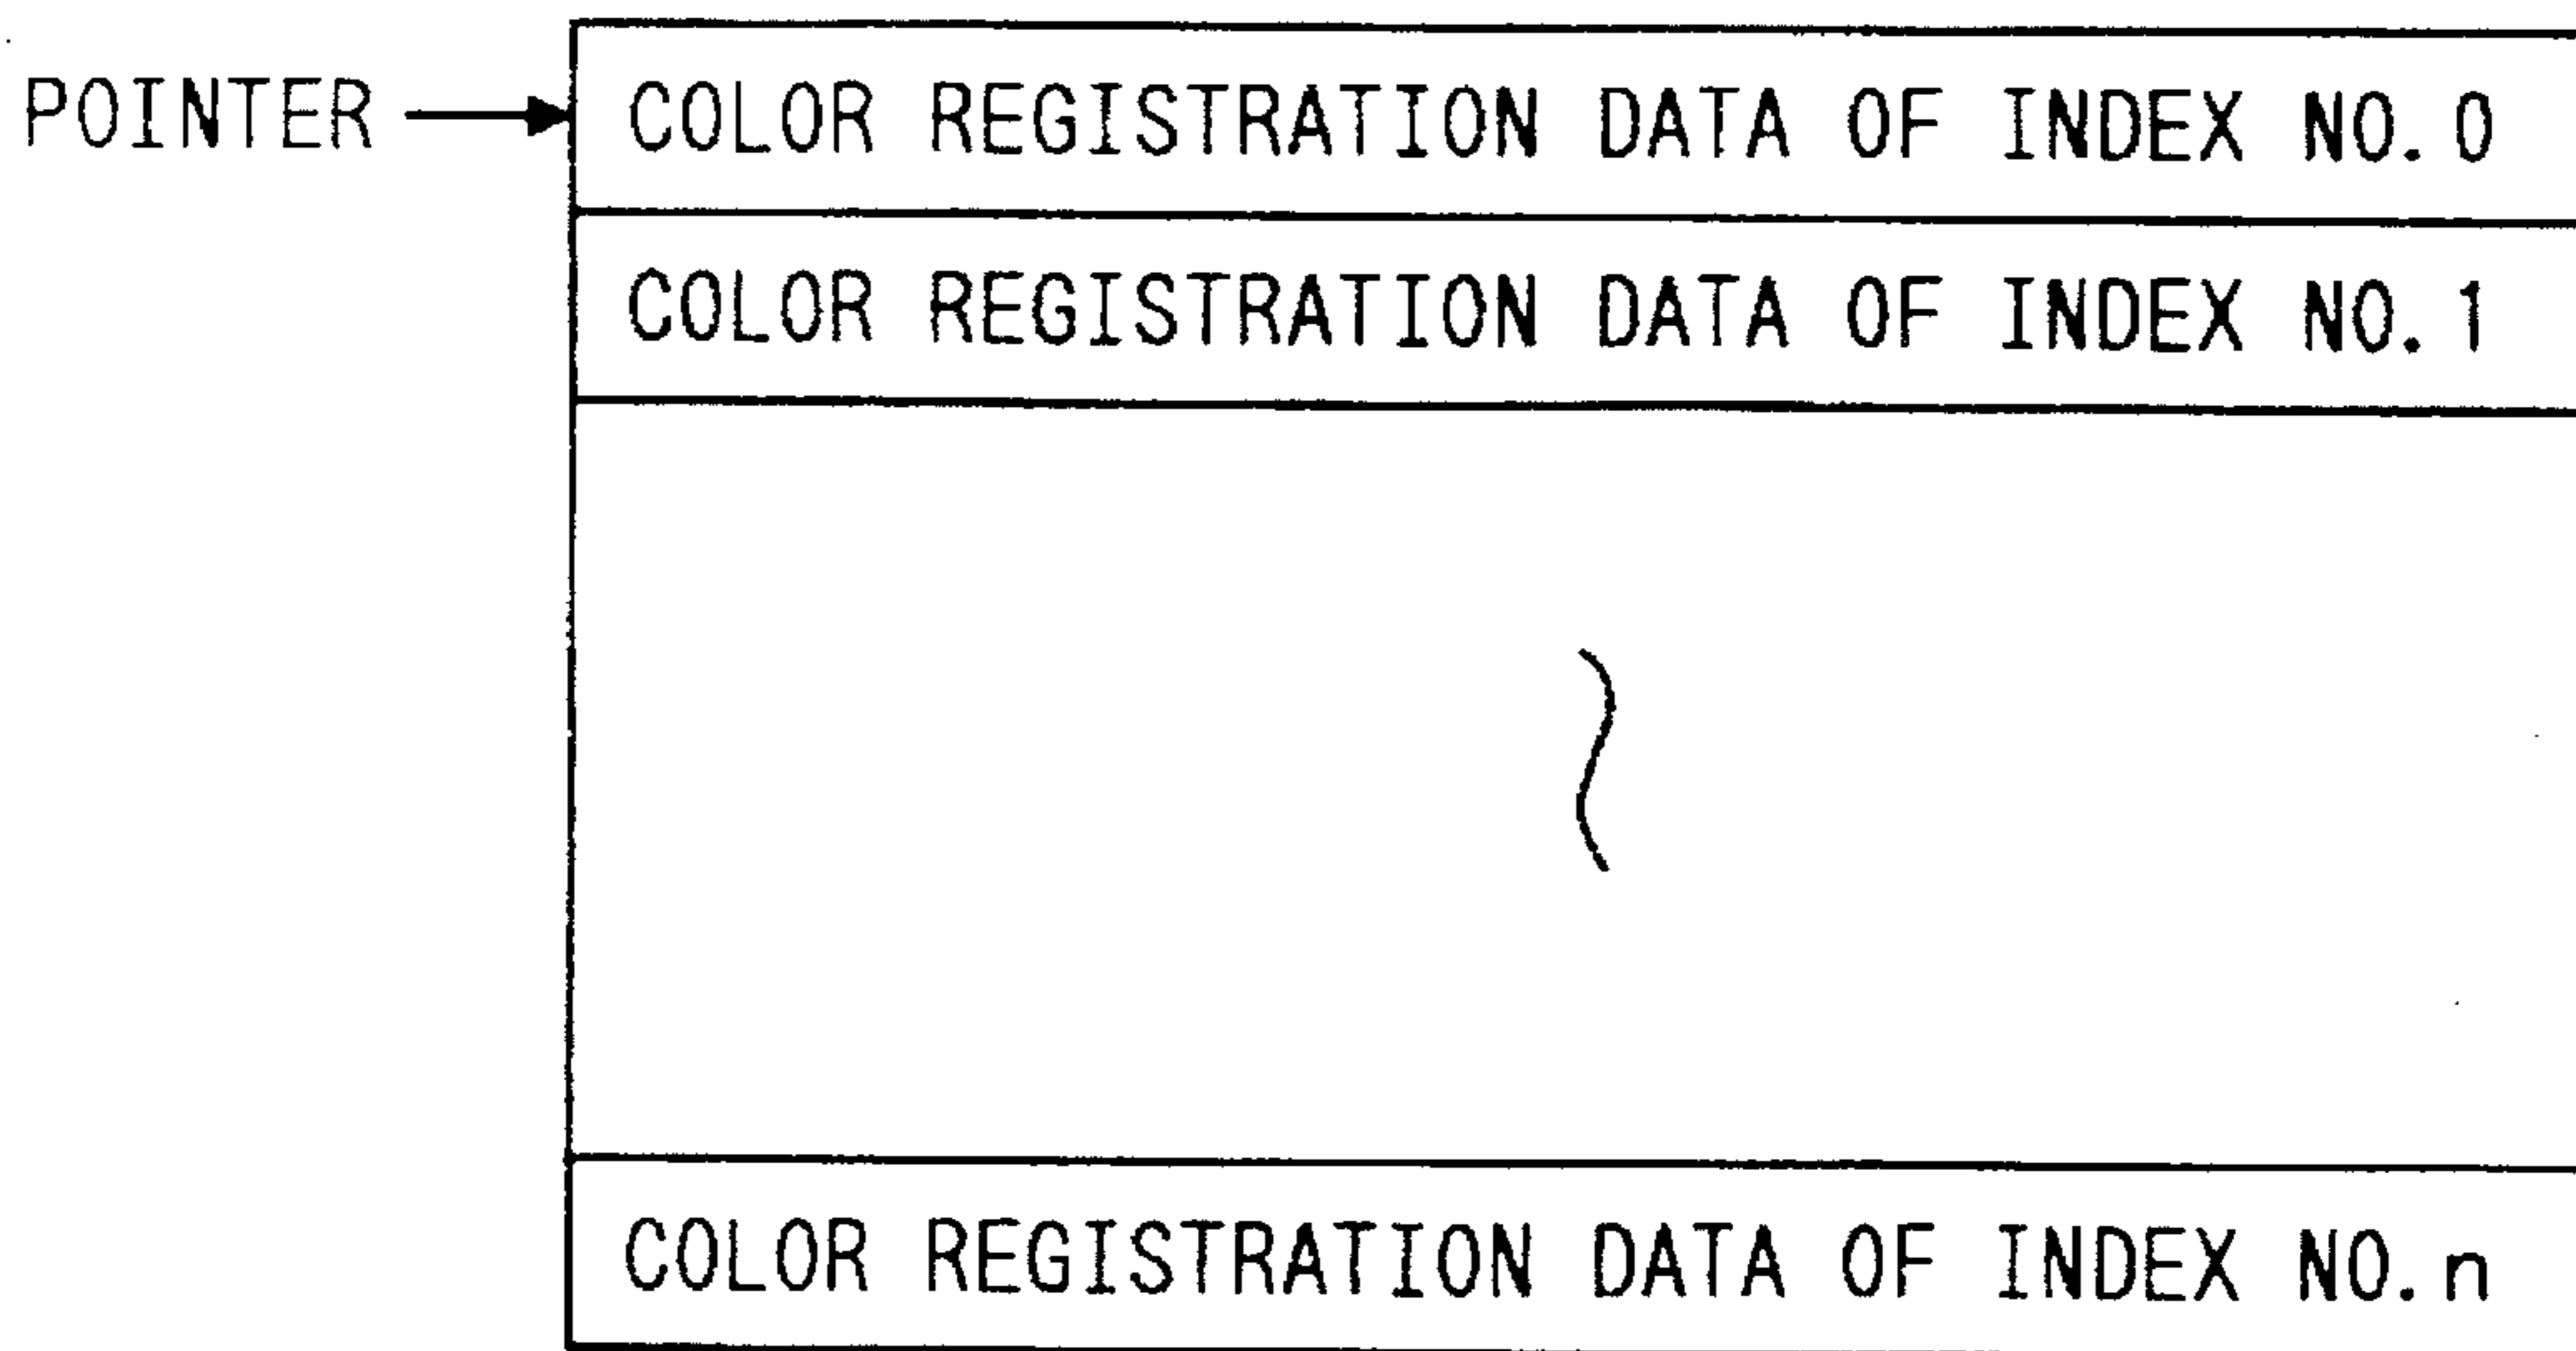 POINTER
COLOR REGISTRATION DATA OF INDEX NO.0
COLOR REGISTRATION DATA OF INDEX NO.1
COLOR REGISTRATION DATA OF INDEX NO.n